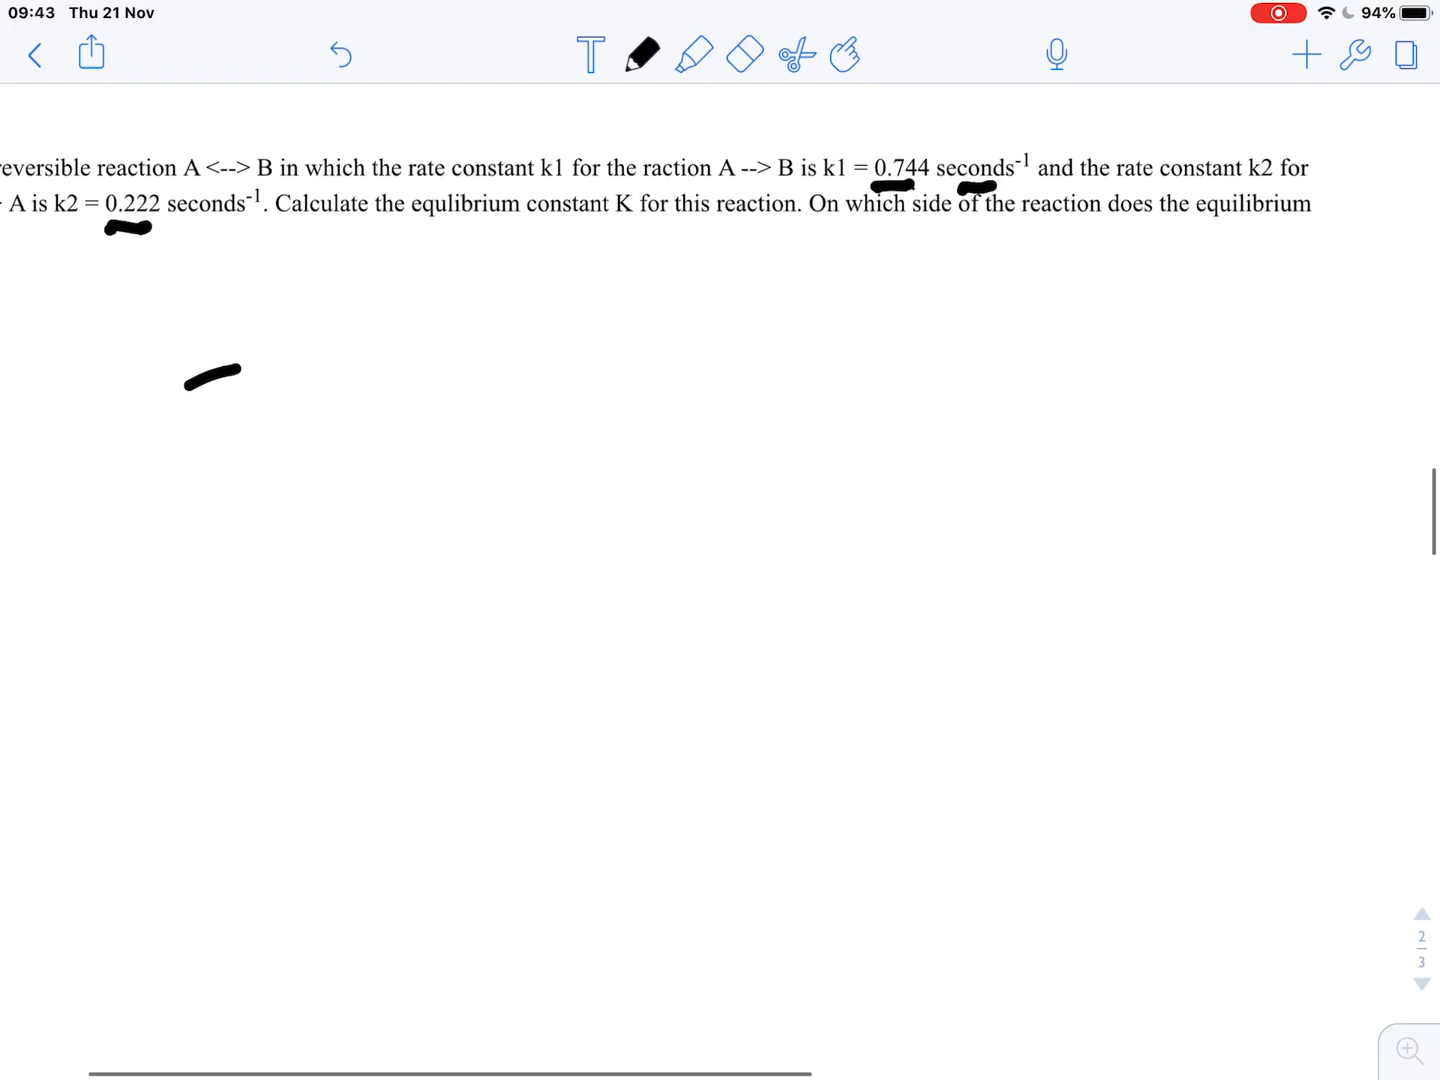 09:43 Thu 21 Nov
94%
eversible reaction A <--> B in which the rate constant k1 for the raction A --> B is k1 = 0.744 seconds-1 and the rate constant k2 for
A is k2 = 0.222 seconds-1. Calculate the equlibrium constant K for this reaction. On which side of the reaction does the equilibrium
2
3